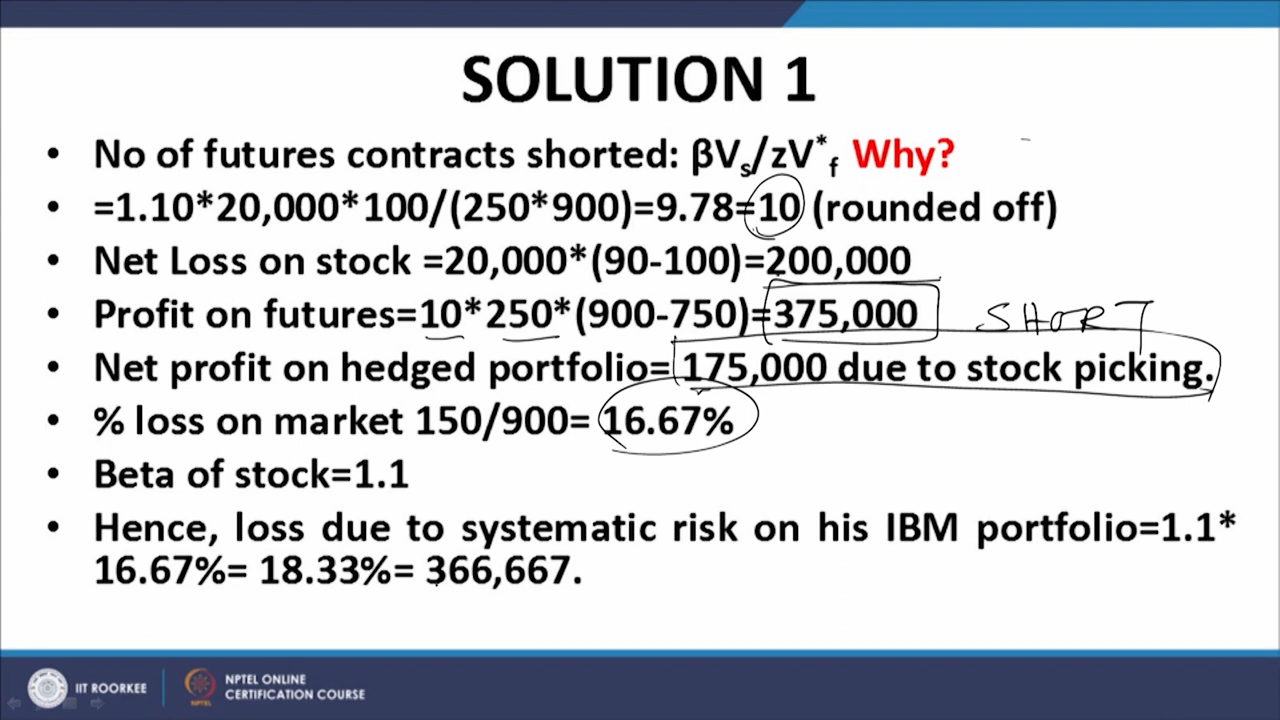 SOLUTION 1
• No of futures contracts shorted: βVₛ/zV*f Why?
• =1.10*20,000*100/(250*900)=9.78=10 (rounded off)
• Net Loss on stock =20,000*(90-100)=200,000
• Profit on futures=10*250*(900-750)=375,000 SHORT
• Net profit on hedged portfolio= 175,000 due to stock picking.
• % loss on market 150/900= 16.67%
• Beta of stock=1.1
• Hence, loss due to systematic risk on his IBM portfolio=1.1*
16.67%= 18.33%= 366,667.
IIT ROORKEE
NPTEL ONLINE
CERTIFICATION COURSE
NPTEL